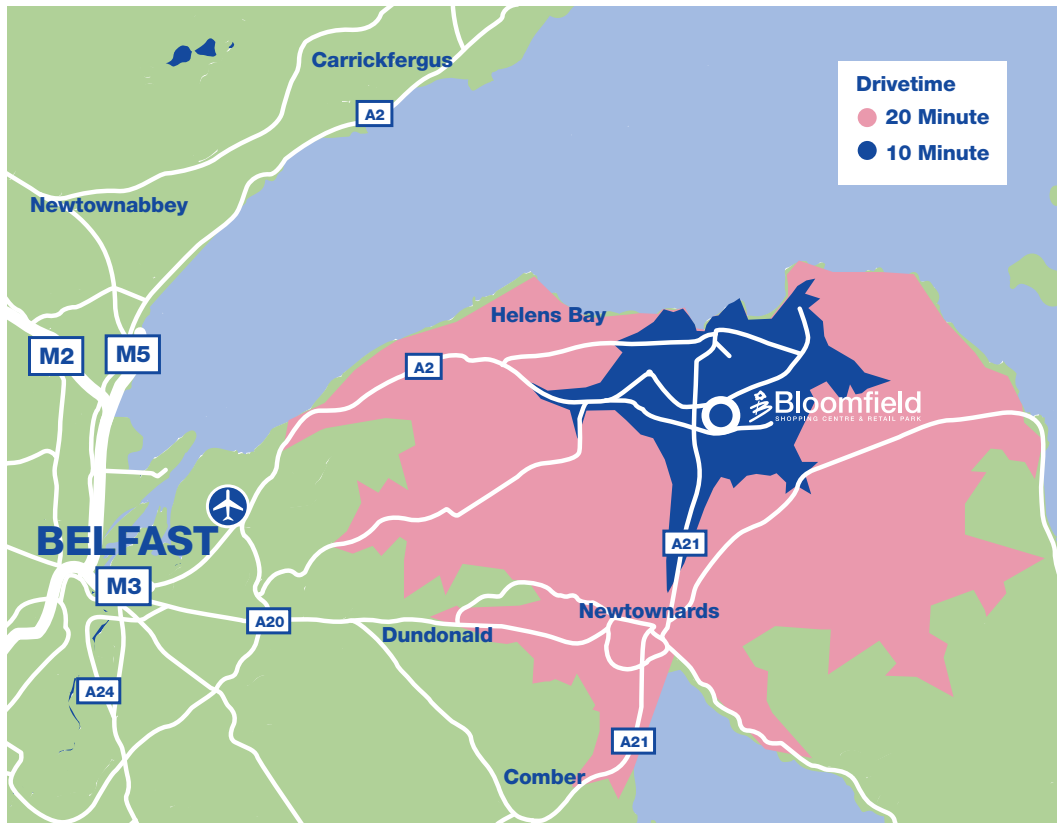 Carrickfergus
Drivetime
20 Minute
10 Minute
A2
Newtownabbey
Helens Bay
M2
M5
A2
Bloomfield
SHOPPING CENTRE & RETAIL PARK
BELFAST
A21
M3
Newtownards
A20
Dundonald
A24
A21
Comber